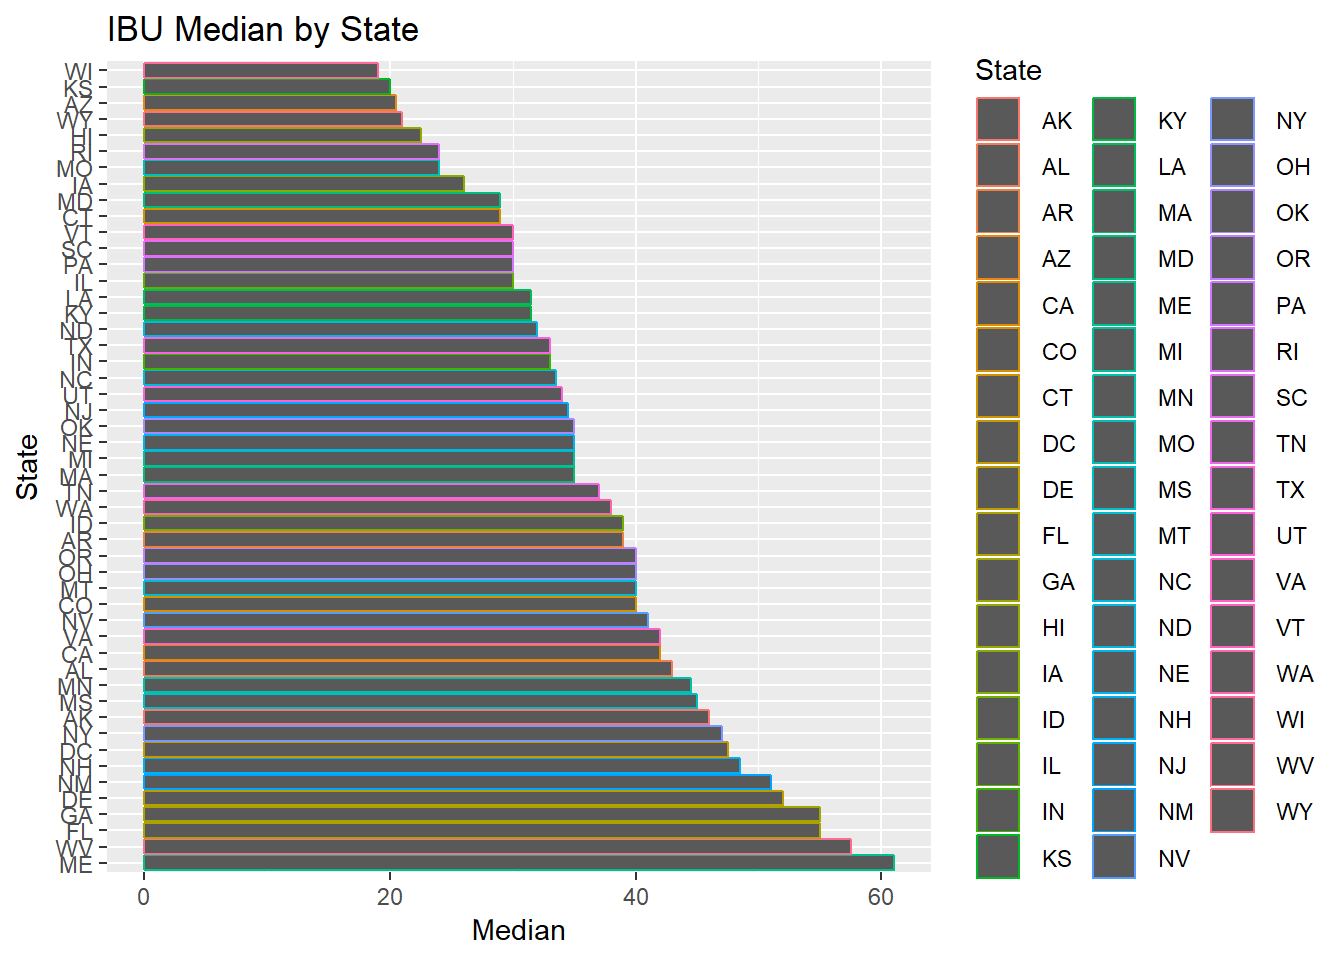 IBU Median by State
State
WI
KS
AZ
WY
HI
RI
MO
IA
MD
CT
VT
SC
PA
IL
LA
KY
ND
TX
IN
NC
UT
NJ
OK
NE
MI
MA
TN
WA
ID
AR
OR
OH
MT
CO
NV
VA
CA
AL
MN
MS
AK
NY
DC
NH
NM
DE
GA
FL
WV
ME
0 20 40 60
Median
State
AK KY NY
AL LA OH
AR MA OK
AZ MD OR
CA ME PA
CO MI RI
CT MN SC
DC MO TN
DE MS TX
FL MT UT
GA NC VA
HI ND VT
IA NE WA
ID NH WI
IL NJ WV
IN NM WY
KS NV